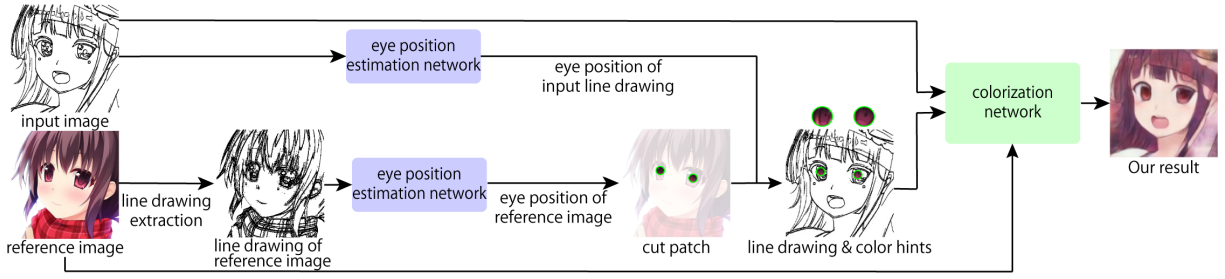 input image
eye position
estimation network
eye position of
input line drawing
reference image
line drawing
extraction
line drawing of
reference image
eye position
estimation network
eye position of
reference image
cut patch
line drawing & color hints
colorization
network
Our result